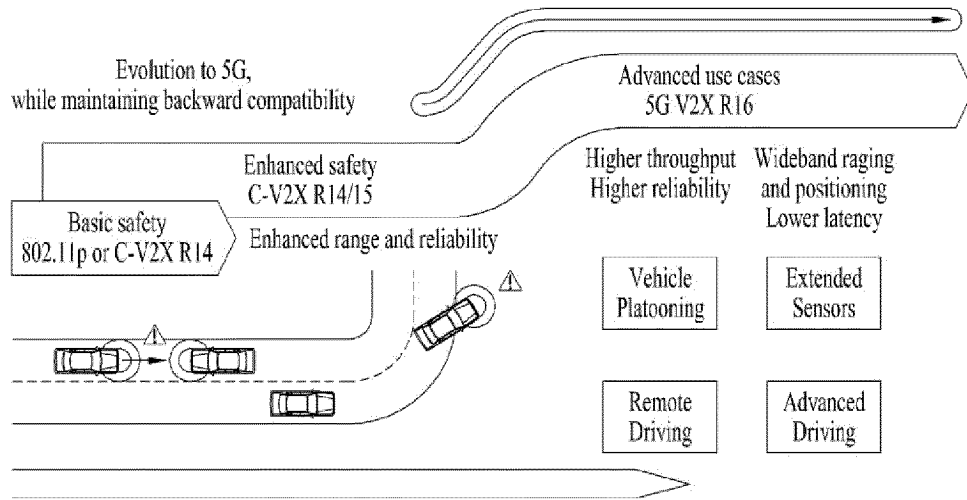 Evolution to 5G,
while maintaining backward compatibility
Advanced use cases
5G V2X R16
Enhanced safety
C-V2X R14/15
Basic safety
802.11p or C-V2X R14
Enhanced range and reliability
Higher throughput
Higher reliability
Wideband raging
and positioning
Lower latency
Vehicle
Platooning
Extended
Sensors
Remote
Driving
Advanced
Driving